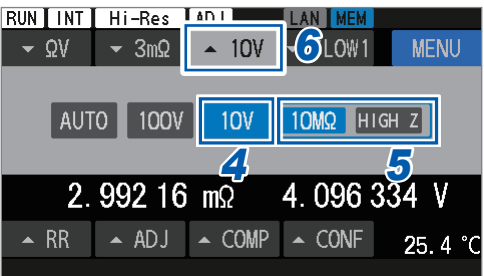 RUN INT Hi-Res ADJ LAN MEM
ΩV 3mΩ 10V 6 LOW1 MENU
AUTO 100V 10V 10MΩ HIGH Z
4 5
2.992 16 mΩ 4.096 334 V
RR ADJ COMP CONF 25.4 °C